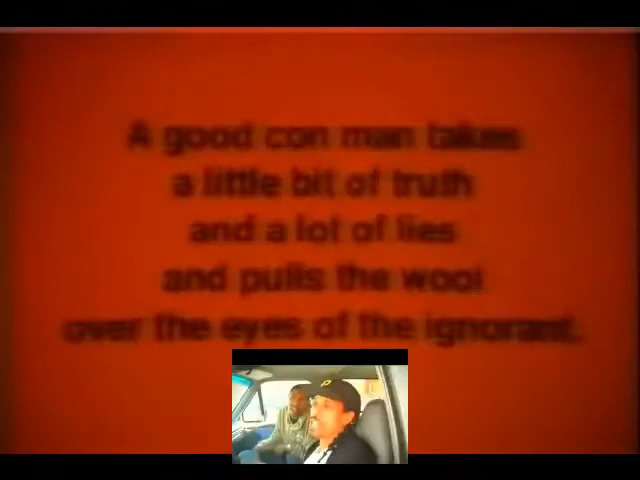 A good con man takes
a little bit of truth
and a lot of lies
and pulls the wool
over the eyes of the ignorant.
P